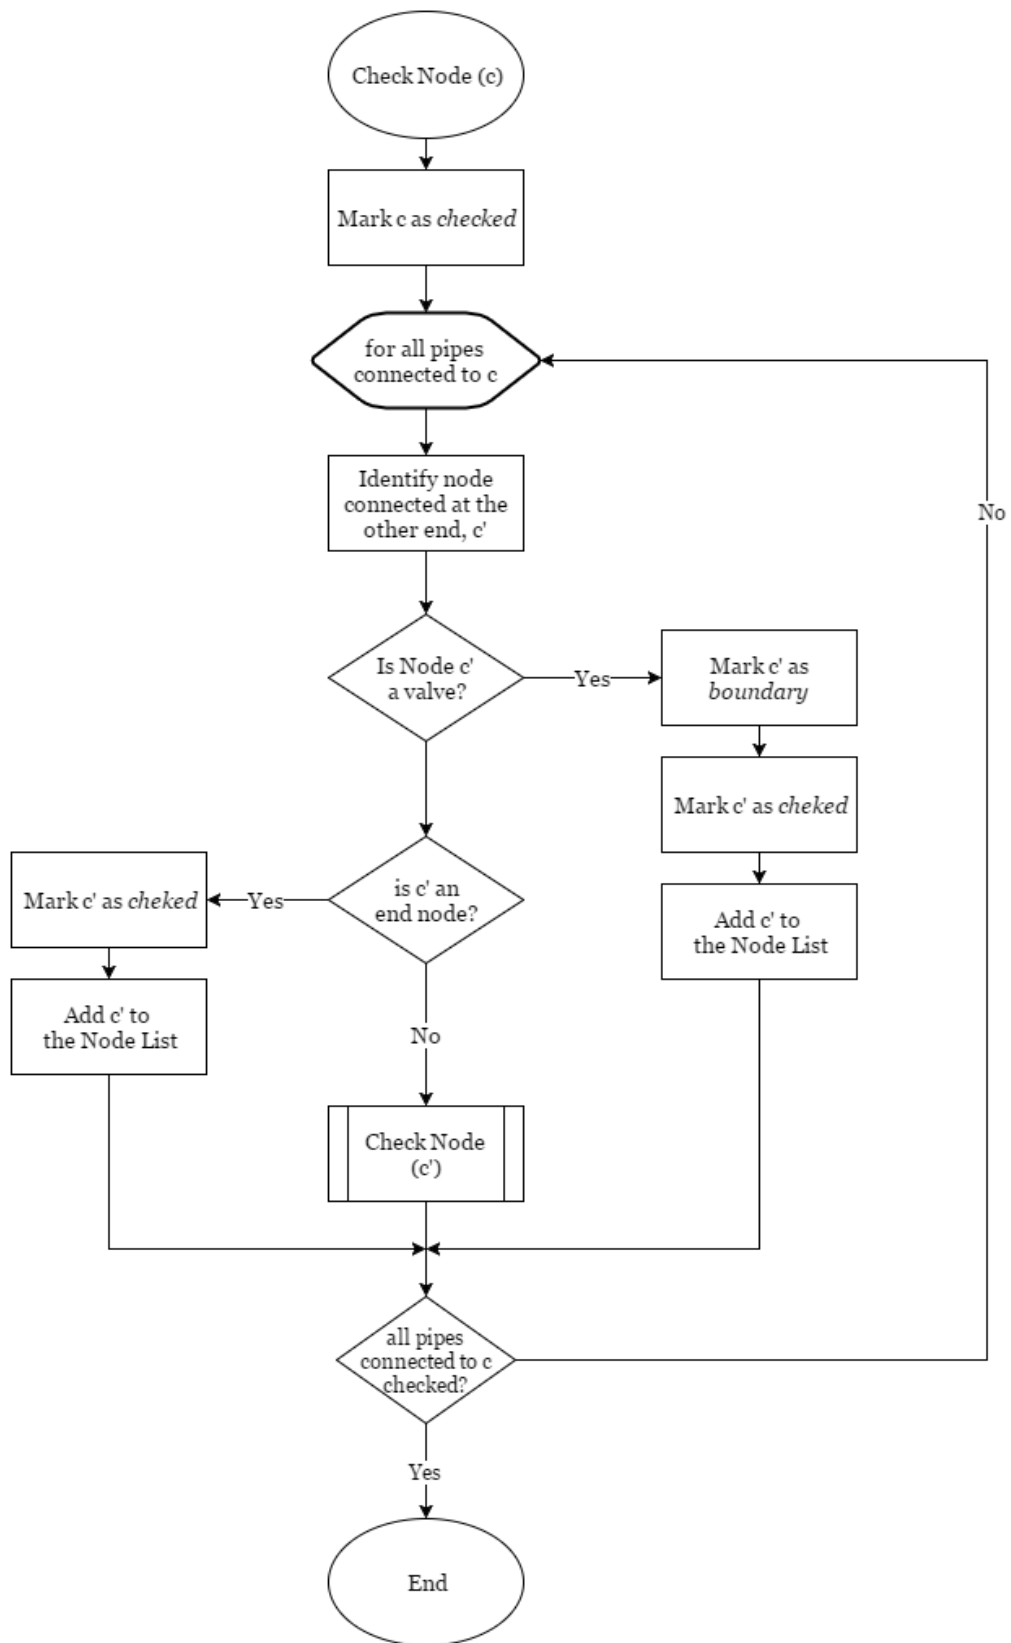 Check Node (c)
Mark c as checked
for all pipes
connected to c
Identify node
connected at the
other end, c'
No
Is Node c'
a valve?
Yes
Mark c' as
boundary
Mark c' as cheked
is c' an
end node?
Yes
Mark c' as cheked
Add c' to
the Node List
Add c' to
the Node List
No
Check Node
(c')
all pipes
connected to c
checked?
Yes
End